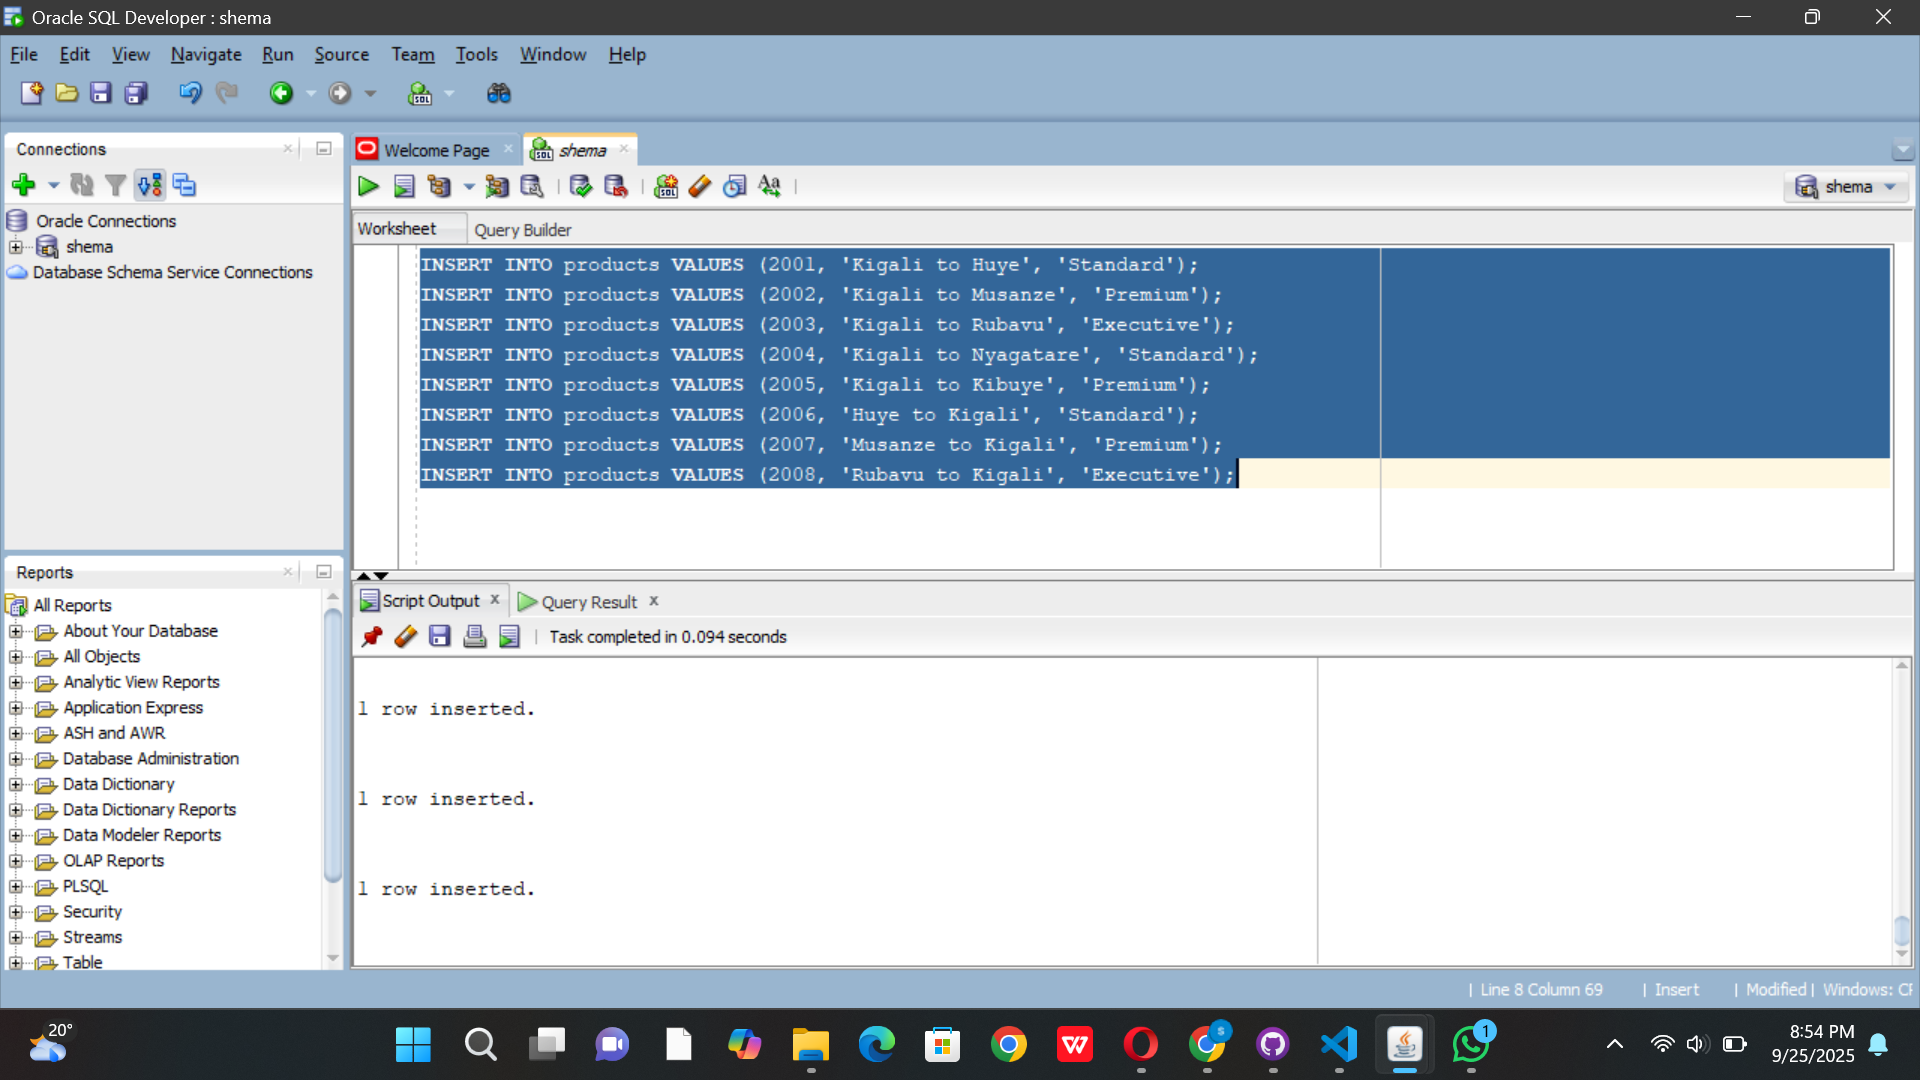 Oracle SQL Developer : shema
File Edit View Navigate Run Source Team Tools Window Help
Connections
Oracle Connections
shema
Database Schema Service Connections
Reports
All Reports
About Your Database
All Objects
Analytic View Reports
Application Express
ASH and AWR
Database Administration
Data Dictionary
Data Dictionary Reports
Data Modeler Reports
OLAP Reports
PLSQL
Security
Streams
Table
Welcome Page
shema
shema
Worksheet
Query Builder
INSERT INTO products VALUES (2001, 'Kigali to Huye', 'Standard');
INSERT INTO products VALUES (2002, 'Kigali to Musanze', 'Premium');
INSERT INTO products VALUES (2003, 'Kigali to Rubavu', 'Executive');
INSERT INTO products VALUES (2004, 'Kigali to Nyagatare', 'Standard');
INSERT INTO products VALUES (2005, 'Kigali to Kibuye', 'Premium');
INSERT INTO products VALUES (2006, 'Huye to Kigali', 'Standard');
INSERT INTO products VALUES (2007, 'Musanze to Kigali', 'Premium');
INSERT INTO products VALUES (2008, 'Rubavu to Kigali', 'Executive');
Script Output
Query Result
Task completed in 0.094 seconds
1 row inserted.
1 row inserted.
1 row inserted.
| Line 8 Column 69 | Insert | Modified | Windows: CF
20°
1
8:54 PM
9/25/2025